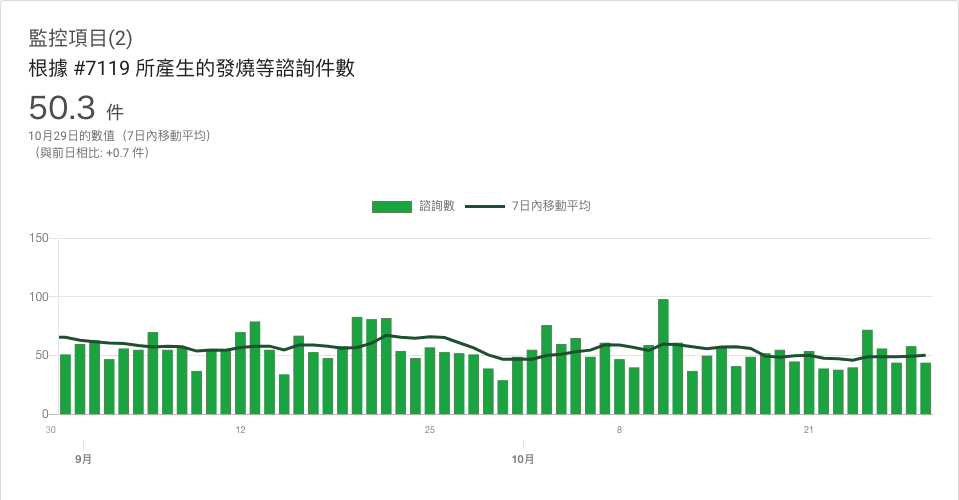 監控項目(2)
根據 #7119 所產生的發燒等諮詢件數
50.3 件
10月29日的數值（7日內移動平均）
（與前日相比: +0.7 件）
諮詢數 7日內移動平均
150
100
50
0
30 12 25 8 21
9月 10月